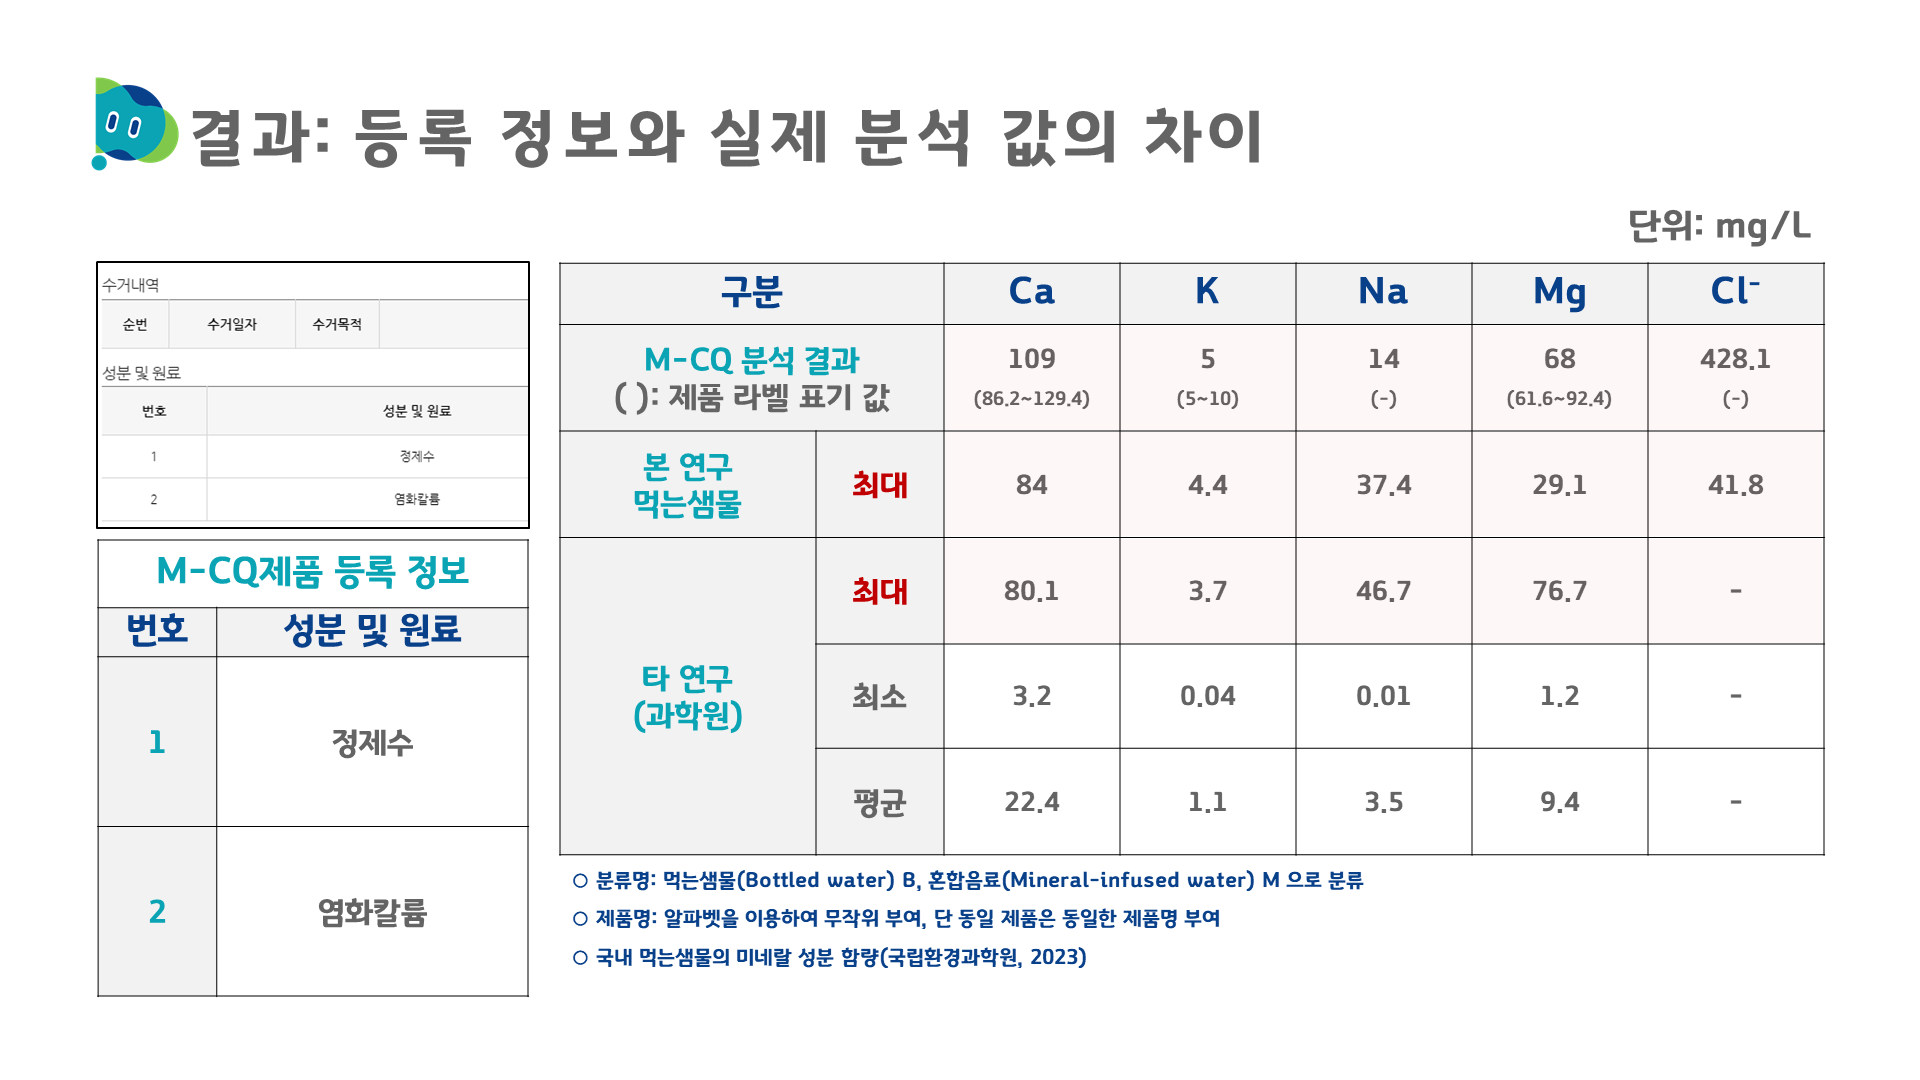 결과: 등록 정보와 실제 분석 값의 차이
단위: mg/L
수거내역
순번 수거일자 수거목적
성분 및 원료
번호 성분 및 원료
1 정제수
2 염화칼륨
M-CQ제품 등록 정보
번호 성분 및 원료
1 정제수
2 염화칼륨
구분 Ca K Na Mg Cl⁻
M-CQ 분석 결과 109 5 14 68 428.1
( ): 제품 라벨 표기 값 (86.2~129.4) (5~10) (-) (61.6~92.4) (-)
본 연구
먹는샘물 최대 84 4.4 37.4 29.1 41.8
타 연구
(과학원)
최대 80.1 3.7 46.7 76.7 -
최소 3.2 0.04 0.01 1.2 -
평균 22.4 1.1 3.5 9.4 -
○ 분류명: 먹는샘물(Bottled water) B, 혼합음료(Mineral-infused water) M 으로 분류
○ 제품명: 알파벳을 이용하여 무작위 부여, 단 동일 제품은 동일한 제품명 부여
○ 국내 먹는샘물의 미네랄 성분 함량(국립환경과학원, 2023)